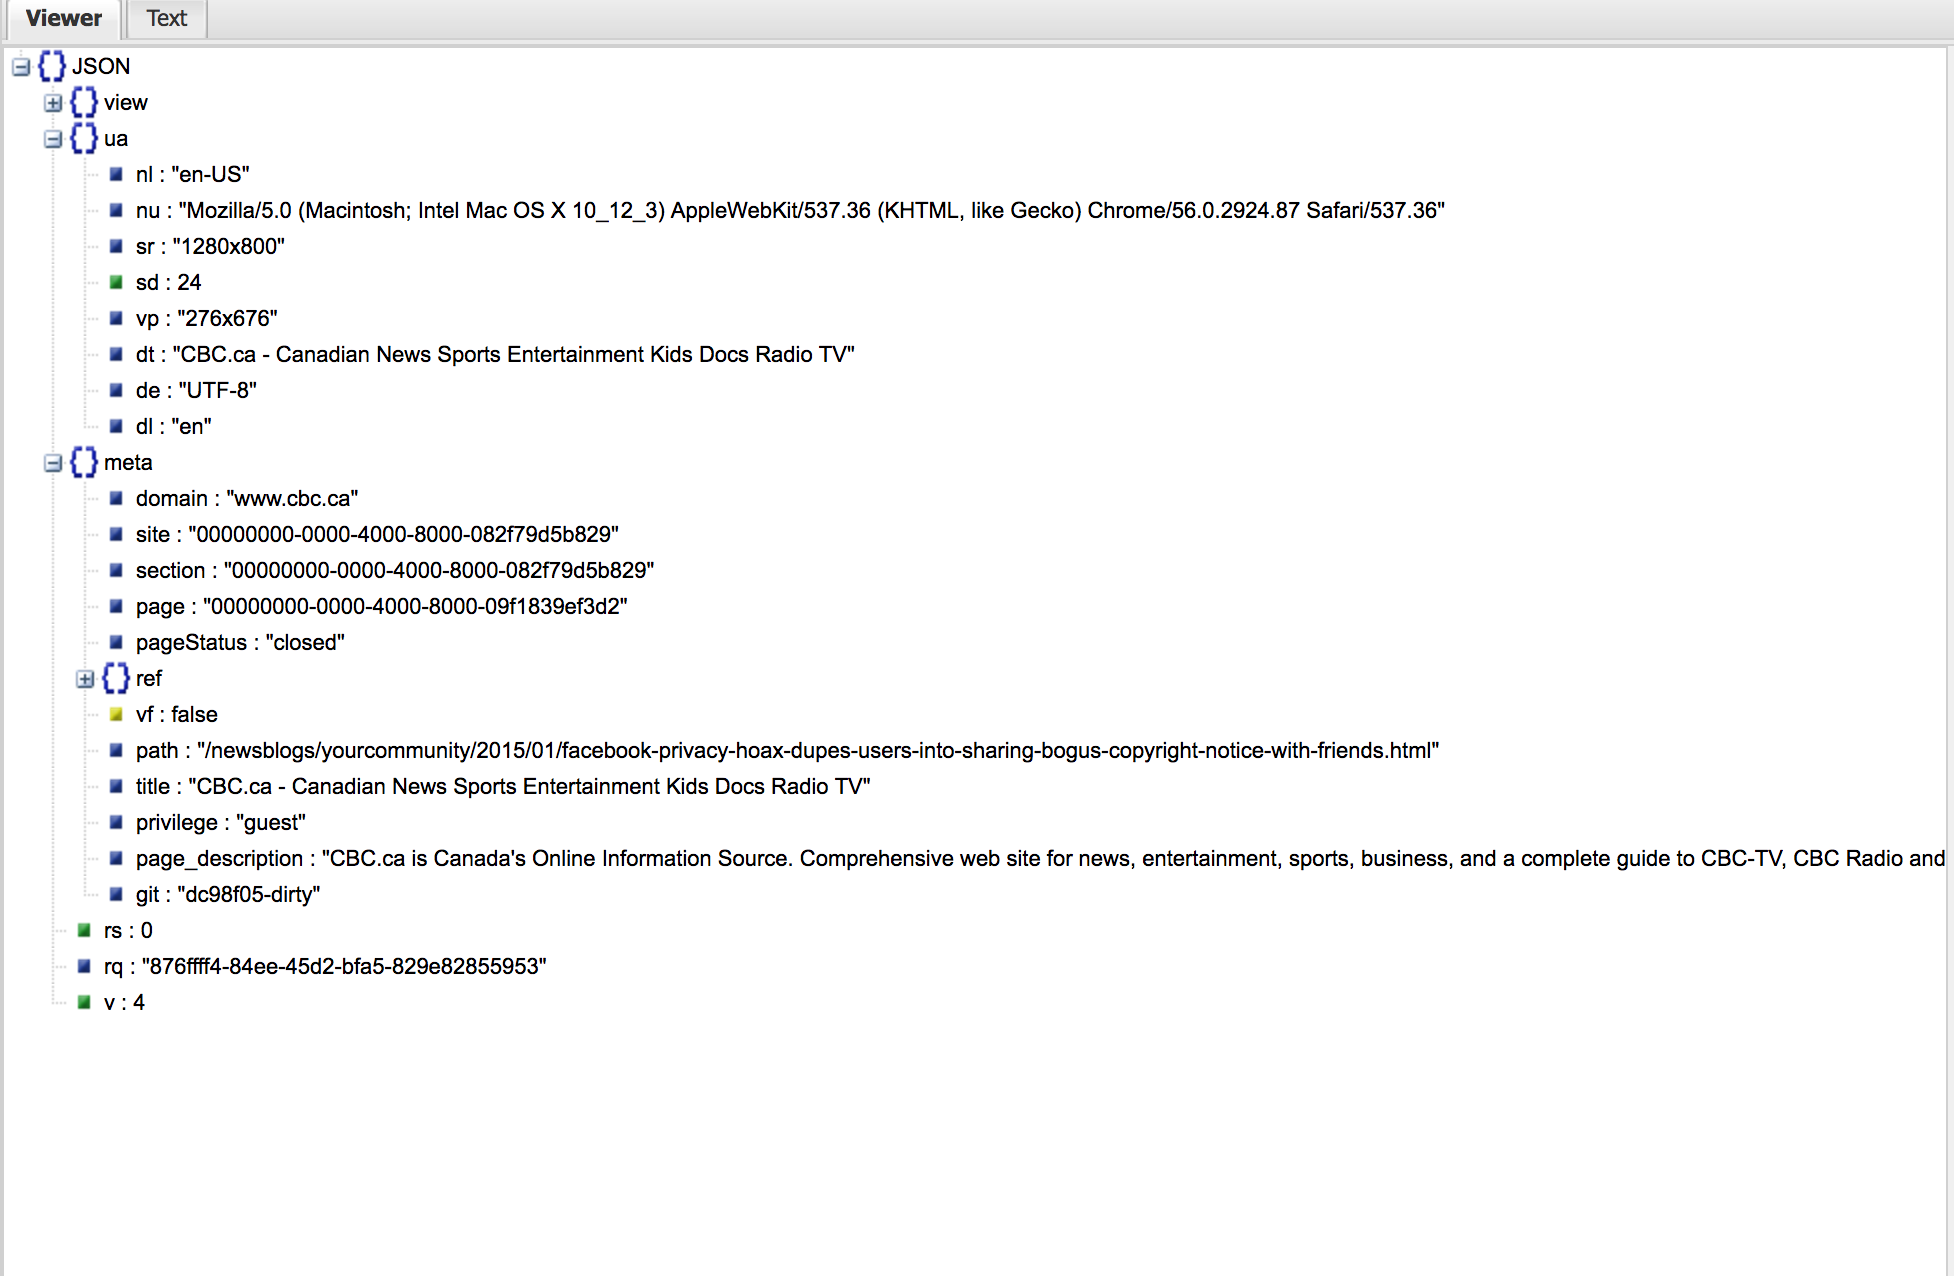 Viewer Text
JSON
view
ua
nl : "en-US"
nu : "Mozilla/5.0 (Macintosh; Intel Mac OS X 10_12_3) AppleWebKit/537.36 (KHTML, like Gecko) Chrome/56.0.2924.87 Safari/537.36"
sr : "1280x800"
sd : 24
vp : "276x676"
dt : "CBC.ca - Canadian News Sports Entertainment Kids Docs Radio TV"
de : "UTF-8"
dl : "en"
meta
domain : "www.cbc.ca"
site : "00000000-0000-4000-8000-082f79d5b829"
section : "00000000-0000-4000-8000-082f79d5b829"
page : "00000000-0000-4000-8000-09f1839ef3d2"
pageStatus : "closed"
ref
vf : false
path : "/newsblogs/yourcommunity/2015/01/facebook-privacy-hoax-dupes-users-into-sharing-bogus-copyright-notice-with-friends.html"
title : "CBC.ca - Canadian News Sports Entertainment Kids Docs Radio TV"
privilege : "guest"
page_description : "CBC.ca is Canada's Online Information Source. Comprehensive web site for news, entertainment, sports, business, and a complete guide to CBC-TV, CBC Radio and
git : "dc98f05-dirty"
rs : 0
rq : "876ffff4-84ee-45d2-bfa5-829e82855953"
v : 4